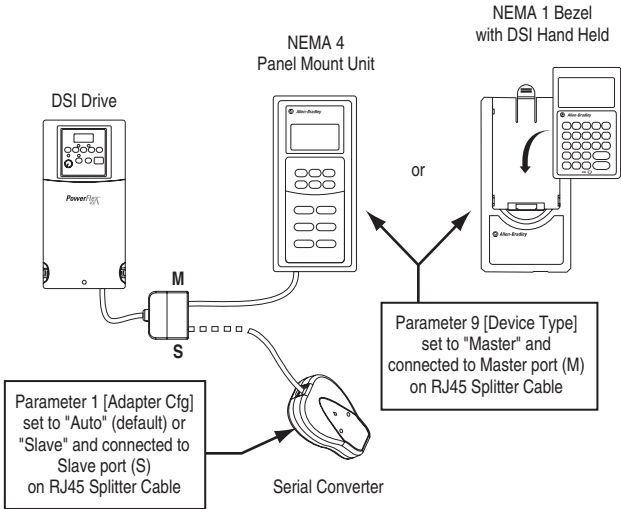 NEMA 1 Bezel
with DSI Hand Held
NEMA 4
Panel Mount Unit
DSI Drive
Allen-Bradley
Allen-Bradley
PowerFlex
or
Allen-Bradley
M
S
Parameter 9 [Device Type]
set to "Master" and
connected to Master port (M)
on RJ45 Splitter Cable
Parameter 1 [Adapter Cfg]
set to "Auto" (default) or
"Slave" and connected to
Slave port (S)
on RJ45 Splitter Cable
Serial Converter